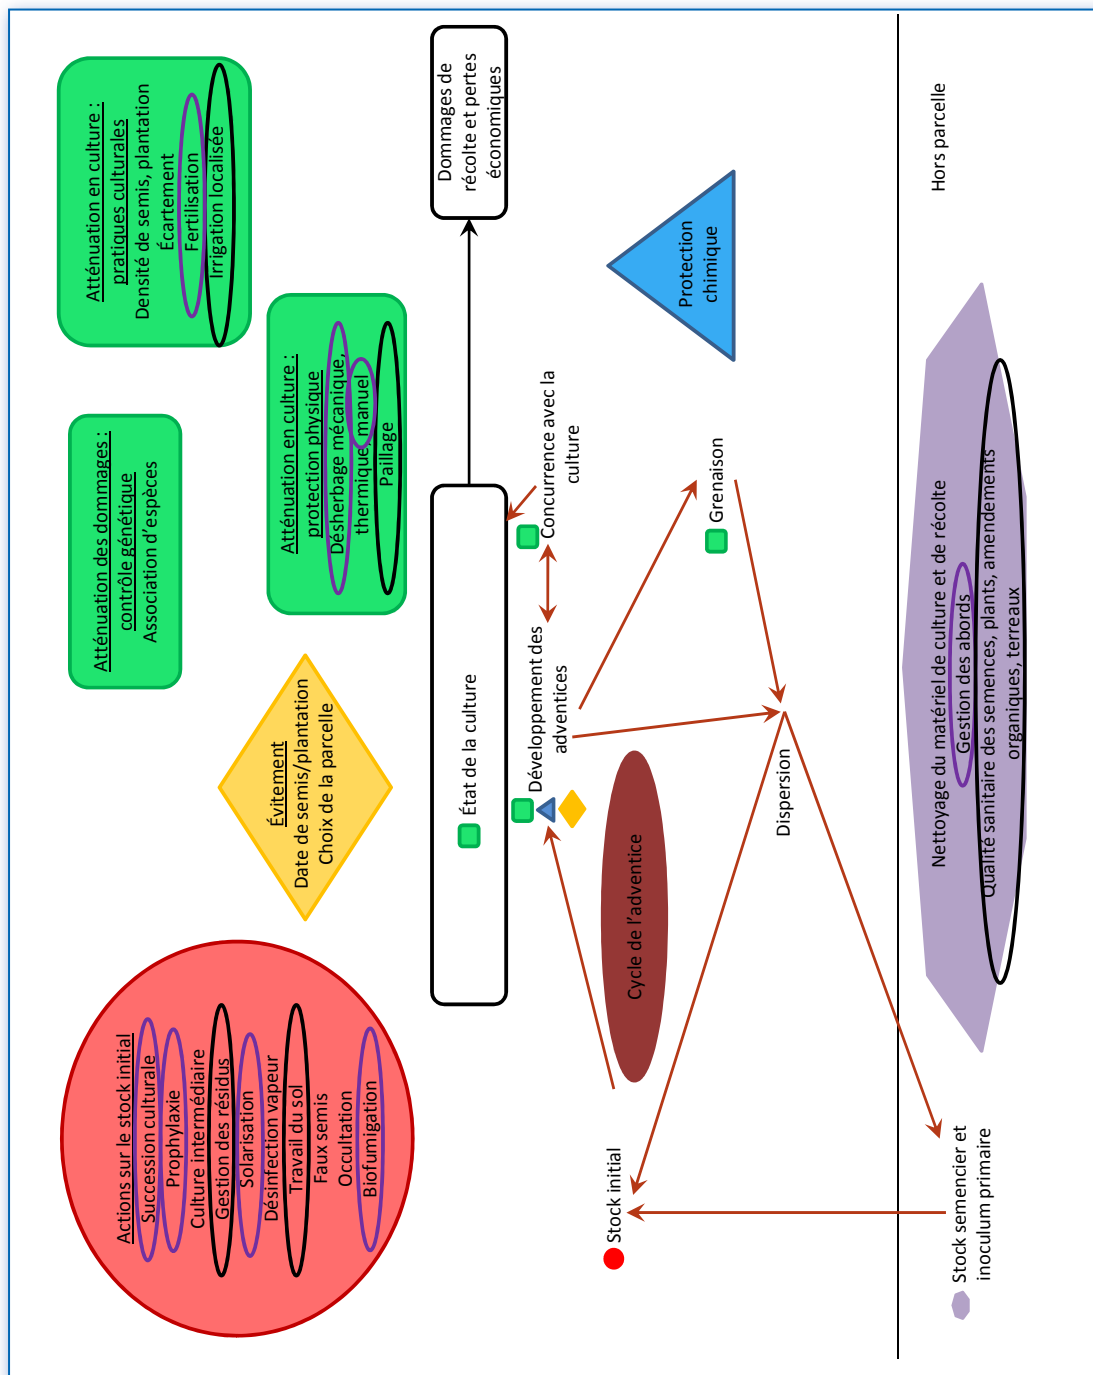 Actions sur le stock initial
Succession culturale
Prophylaxie
Culture intermédiaire
Gestion des résidus
Solarisation
Désinfection vapeur
Travail du sol
Faux semis
Occultation
Biofumigation
Évitement
Date de semis/plantation
Choix de la parcelle
Atténuation des dommages :
contrôle génétique
Association d'espèces
Atténuation en culture :
protection physique
Désherbage mécanique,
thermique, manuel
Paillage
Atténuation en culture :
pratiques culturales
Densité de semis, plantation
Écartement
Fertilisation
Irrigation localisée
État de la culture
Dommages de
récolte et pertes
économiques
Développement des
adventices
Concurrence avec la
culture
Stock initial
Cycle de l'adventice
Grenaison
Protection
chimique
Dispersion
Hors parcelle
Stock semencier et
inoculum primaire
Nettoyage du matériel de culture et de récolte
Gestion des abords
Qualité sanitaire des semences, plants, amendements
organiques, terreaux